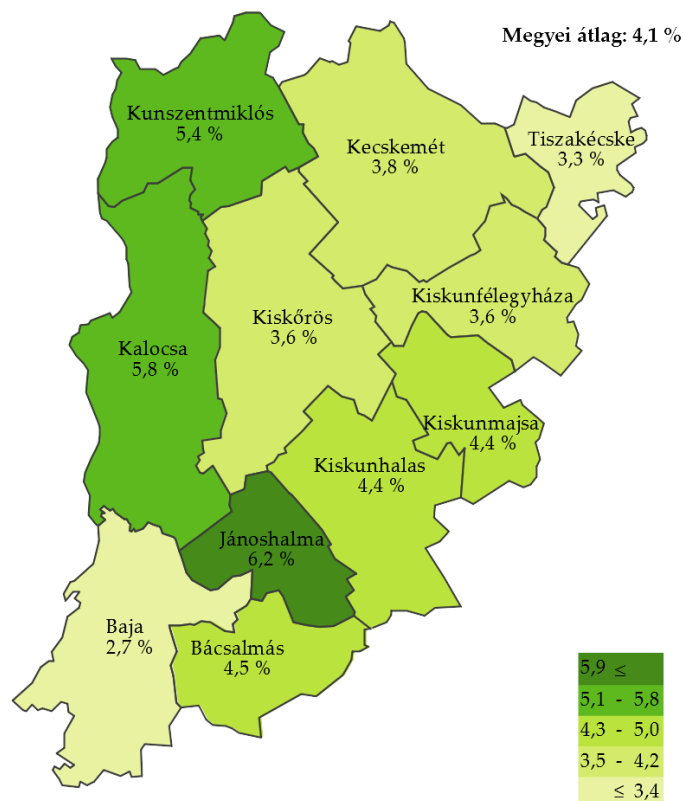 Megyei átlag: 4,1 %
Kunszentmiklós
5,4 %
Kecskemét
3,8 %
Tiszakécske
3,3 %
Kiskunfélegyháza
3,6 %
Kiskőrös
3,6 %
Kalocsa
5,8 %
Kiskunmajsa
4,4 %
Kiskunhalas
4,4 %
Jánoshalma
6,2 %
Baja
2,7 %
Bácsalmás
4,5 %
5,9 ≤
5,1 - 5,8
4,3 - 5,0
3,5 - 4,2
≤ 3,4